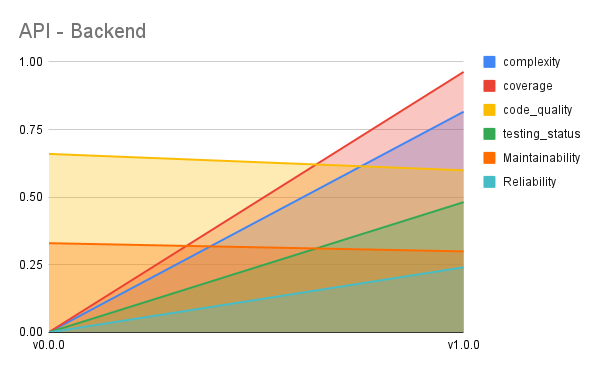 API - Backend
1.00
0.75
0.50
0.25
0.00
v0.0.0
v1.0.0
complexity
coverage
code_quality
testing_status
Maintainability
Reliability